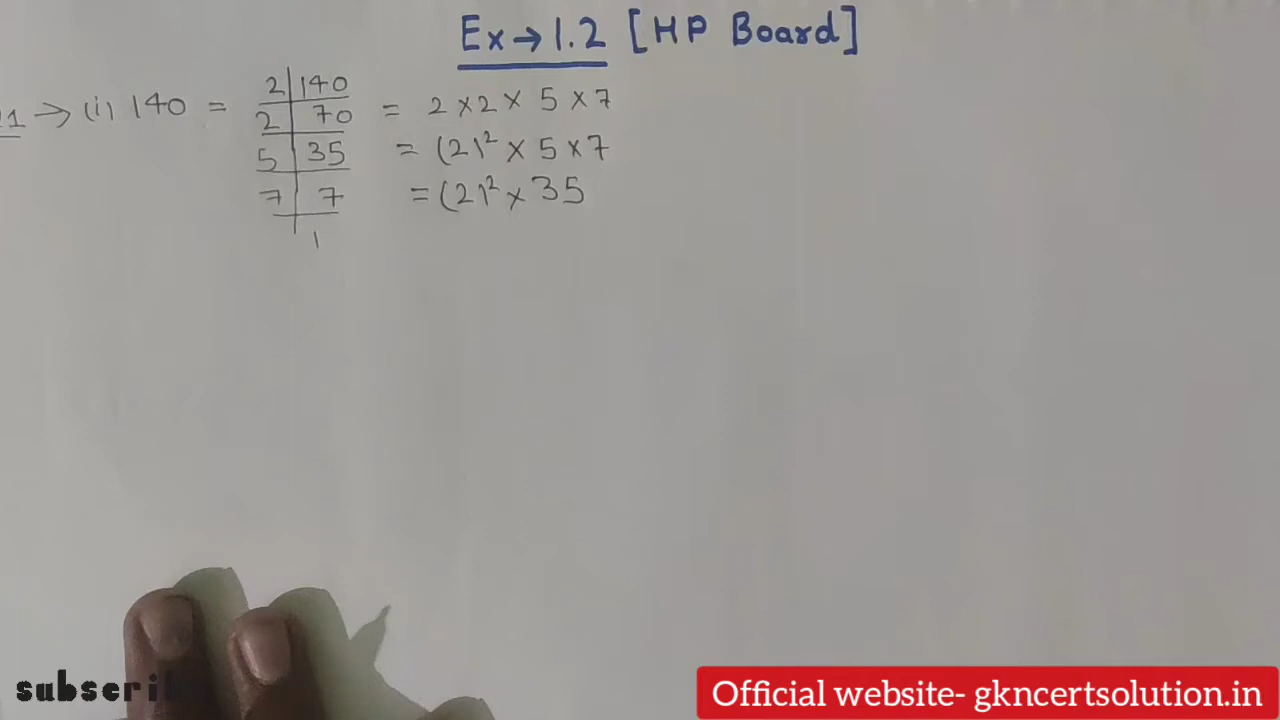 Ex→1.2 [HP Board]
1 → (i) 140 = 2|140 = 2×2× 5×7
2|70
5|35 = (2)² × 5×7
7|7 = (2)² × 35
1
Official website- gkncertsolution.in